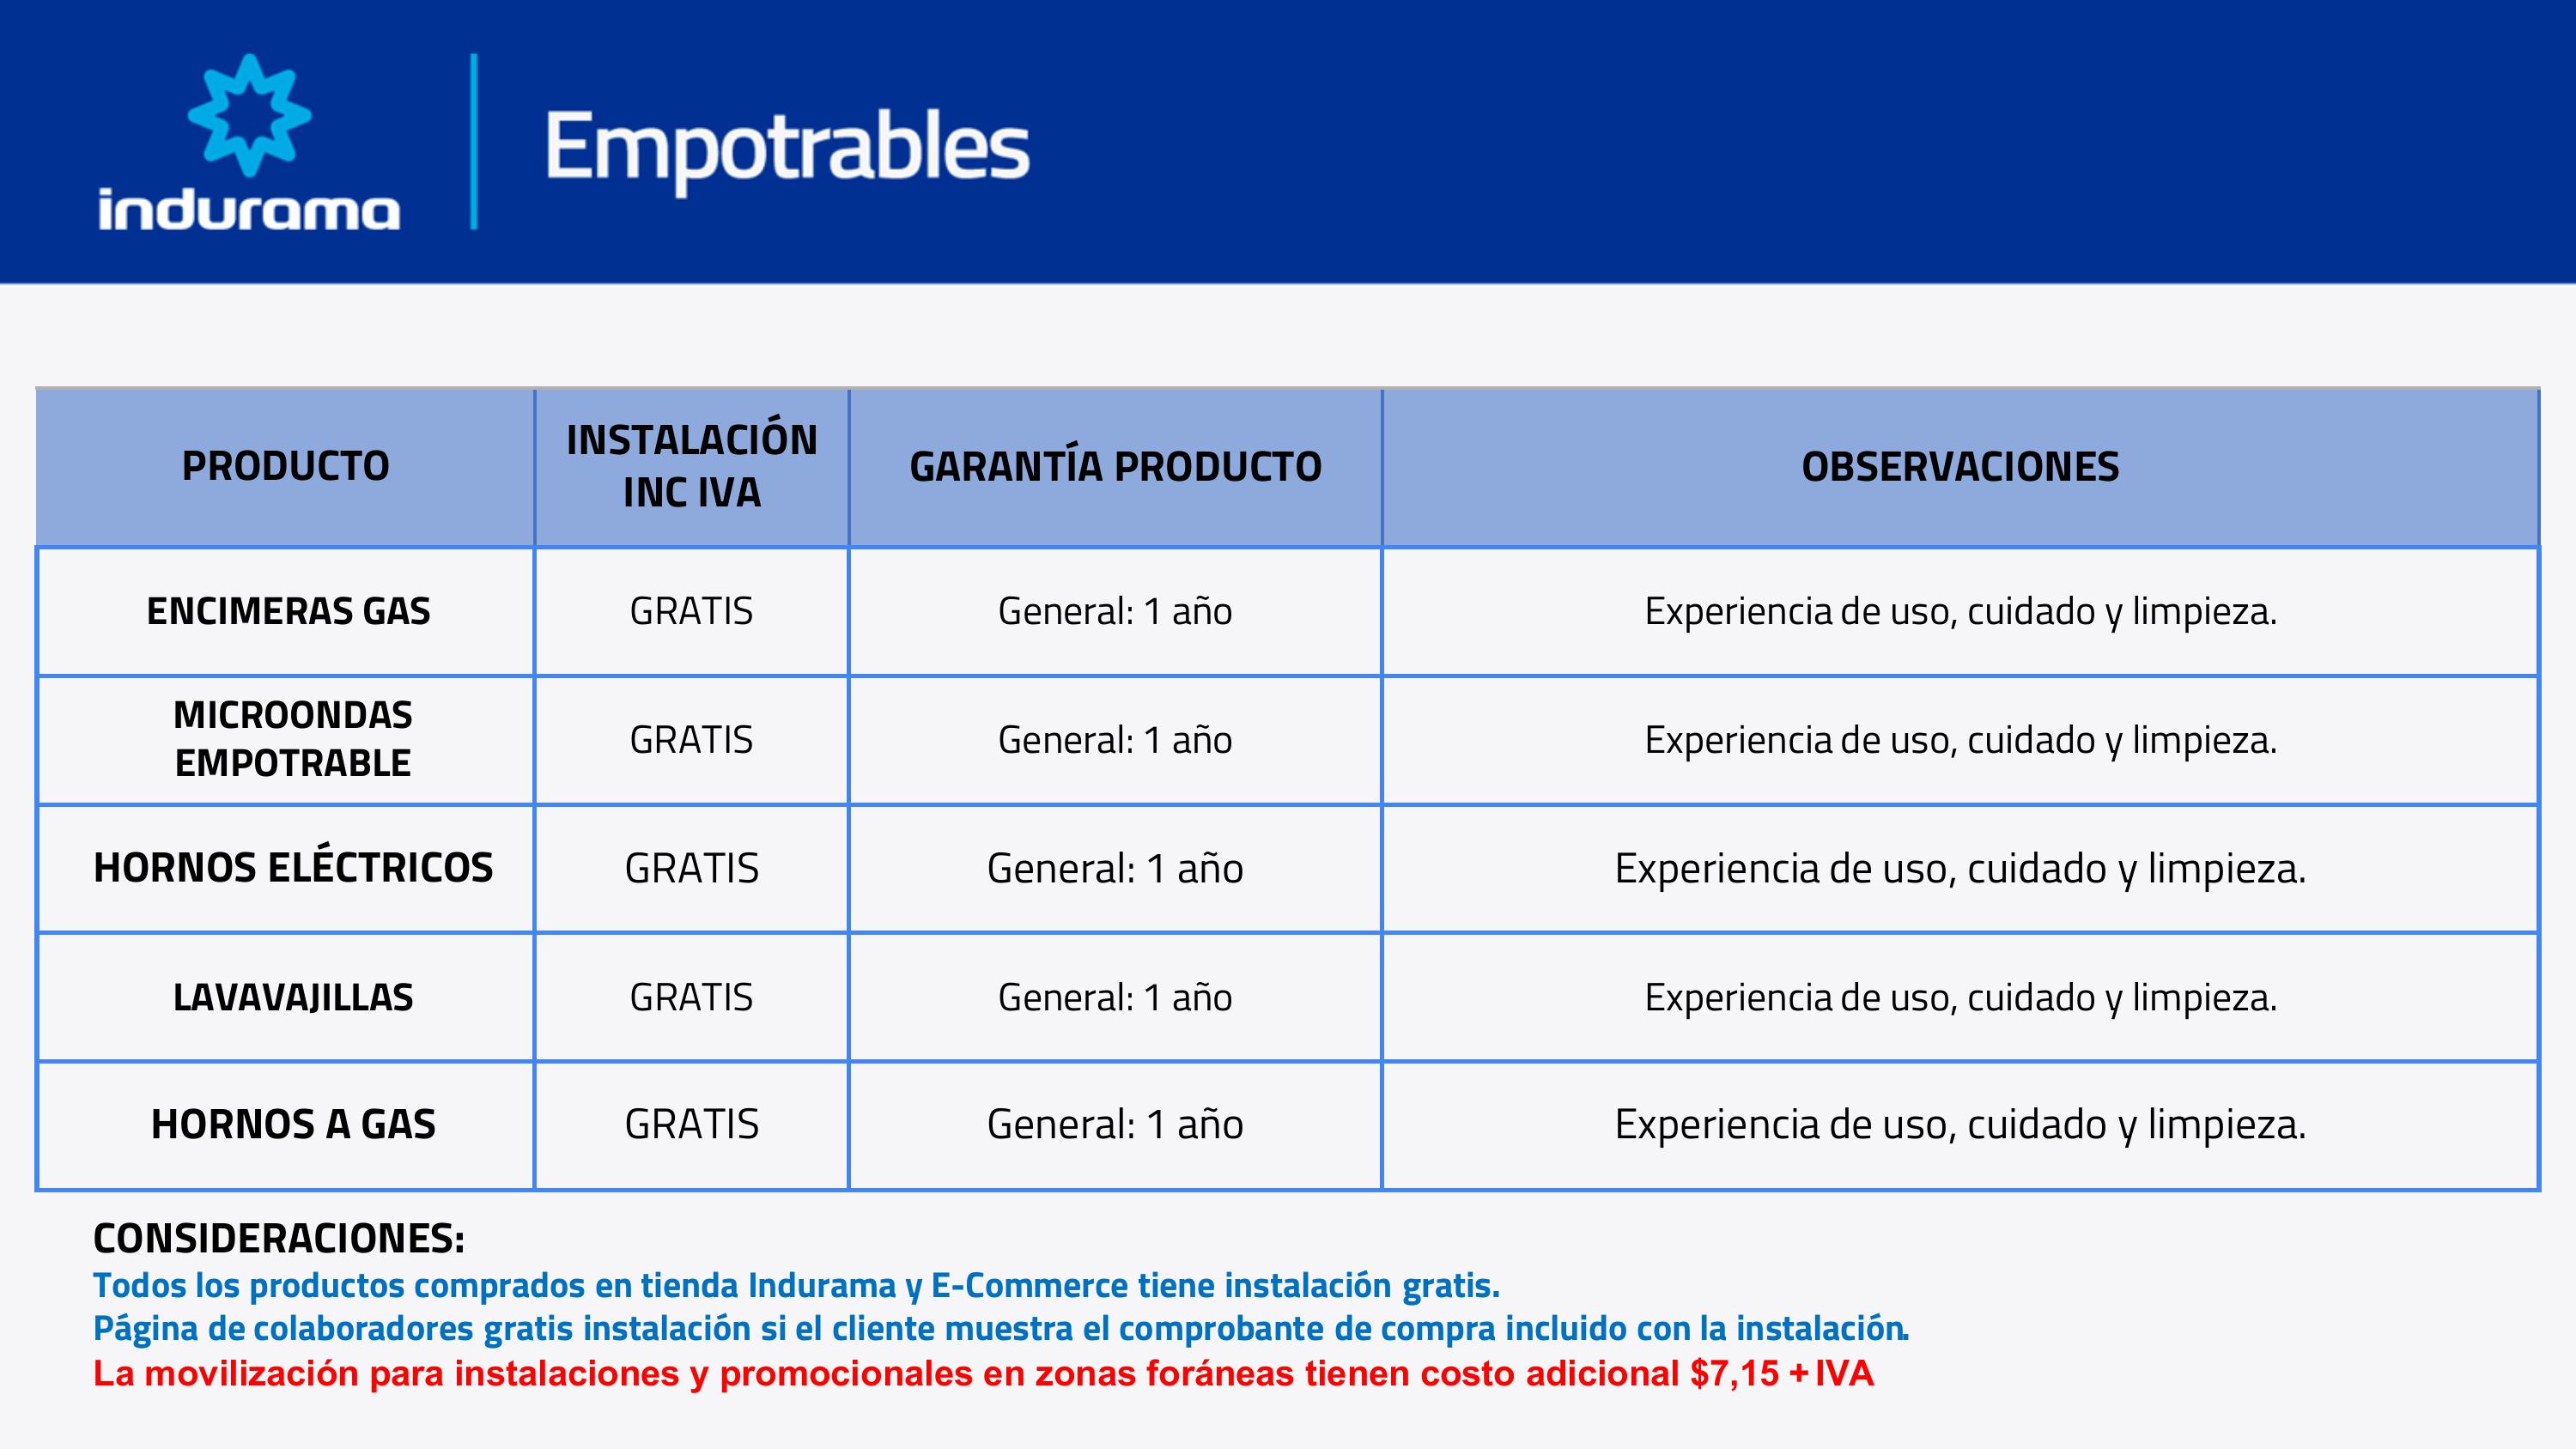 indurama
Empotrables
PRODUCTO
INSTALACIÓN
INC IVA
GARANTÍA PRODUCTO
OBSERVACIONES
ENCIMERAS GAS
GRATIS
General: 1 año
Experiencia de uso, cuidado y limpieza.
MICROONDAS
EMPOTRABLE
GRATIS
General: 1 año
Experiencia de uso, cuidado y limpieza.
HORNOS ELÉCTRICOS
GRATIS
General: 1 año
Experiencia de uso, cuidado y limpieza.
LAVAVAJILLAS
GRATIS
General: 1 año
Experiencia de uso, cuidado y limpieza.
HORNOS A GAS
GRATIS
General: 1 año
Experiencia de uso, cuidado y limpieza.
CONSIDERACIONES:
Todos los productos comprados en tienda Indurama y E-Commerce tiene instalación gratis.
Página de colaboradores gratis instalación si el cliente muestra el comprobante de compra incluido con la instalación.
La movilización para instalaciones y promocionales en zonas foráneas tienen costo adicional $7,15 + IVA